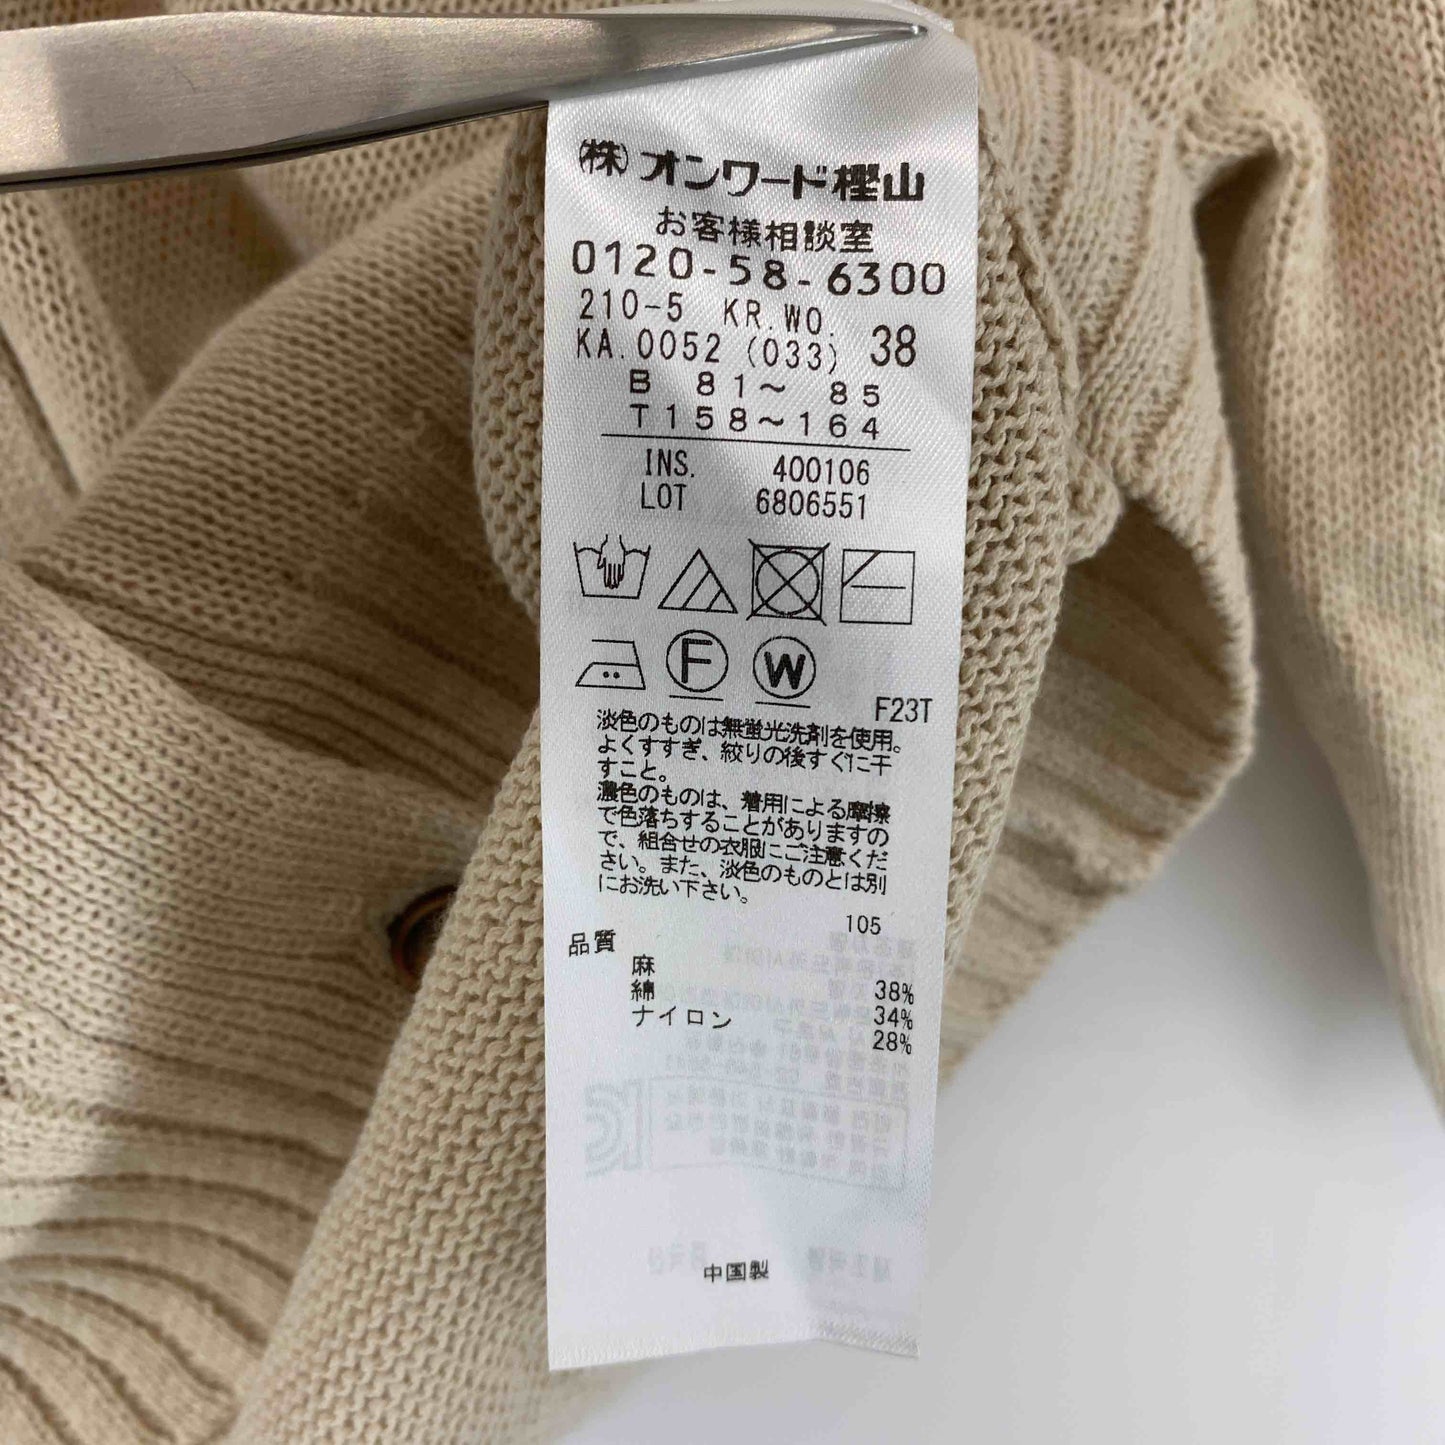 ㈱オンワード樫山
お客様相談室
0120-58-6300
210-5 KR.WO.
KA.0052 (033) 38
B 81～ 85
T158～164
INS. 400106
LOT 6806551
F W
F23T
淡色のものは無蛍光洗剤を使用。
よくすすぎ、絞りの後すぐに干
すこと。
濃色のものは、着用による摩擦
で色落ちすることがありますの
で、組合せの衣服にご注意くだ
さい。また、淡色のものとは別
にお洗い下さい。
105
品質
麻 38%
綿 34%
ナイロン 28%
中国製